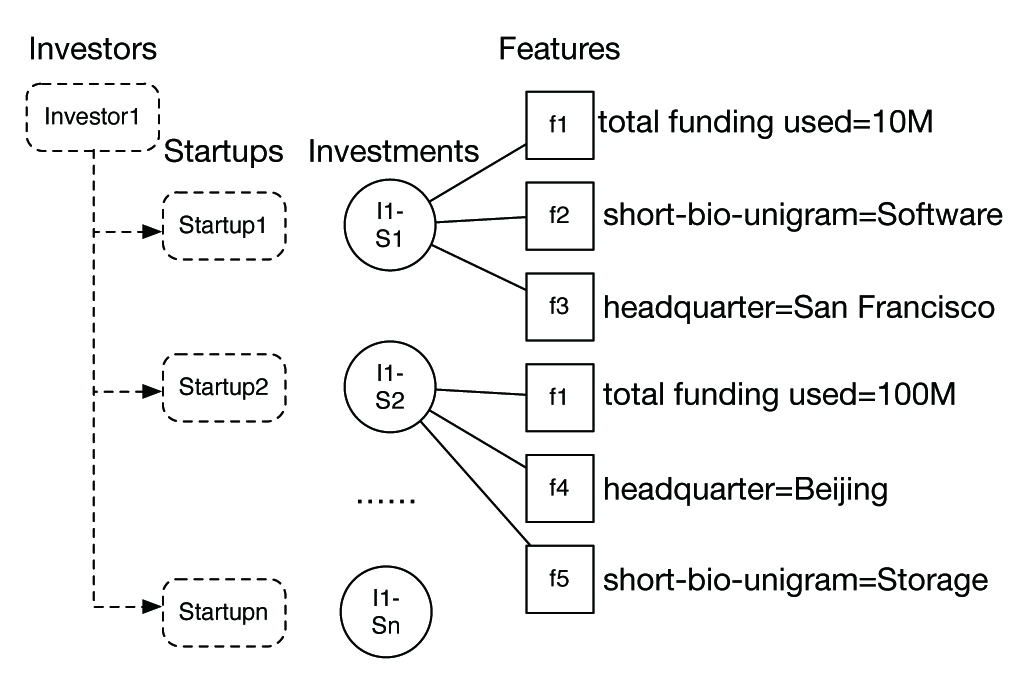 Investors
Features
Investor1
f1 total funding used=10M
Startups Investments
Startup1
I1-
S1
f2 short-bio-unigram=Software
f3 headquarter=San Francisco
Startup2
I1-
S2
f1 total funding used=100M
f4 headquarter=Beijing
......
f5 short-bio-unigram=Storage
Startupn
I1-
Sn